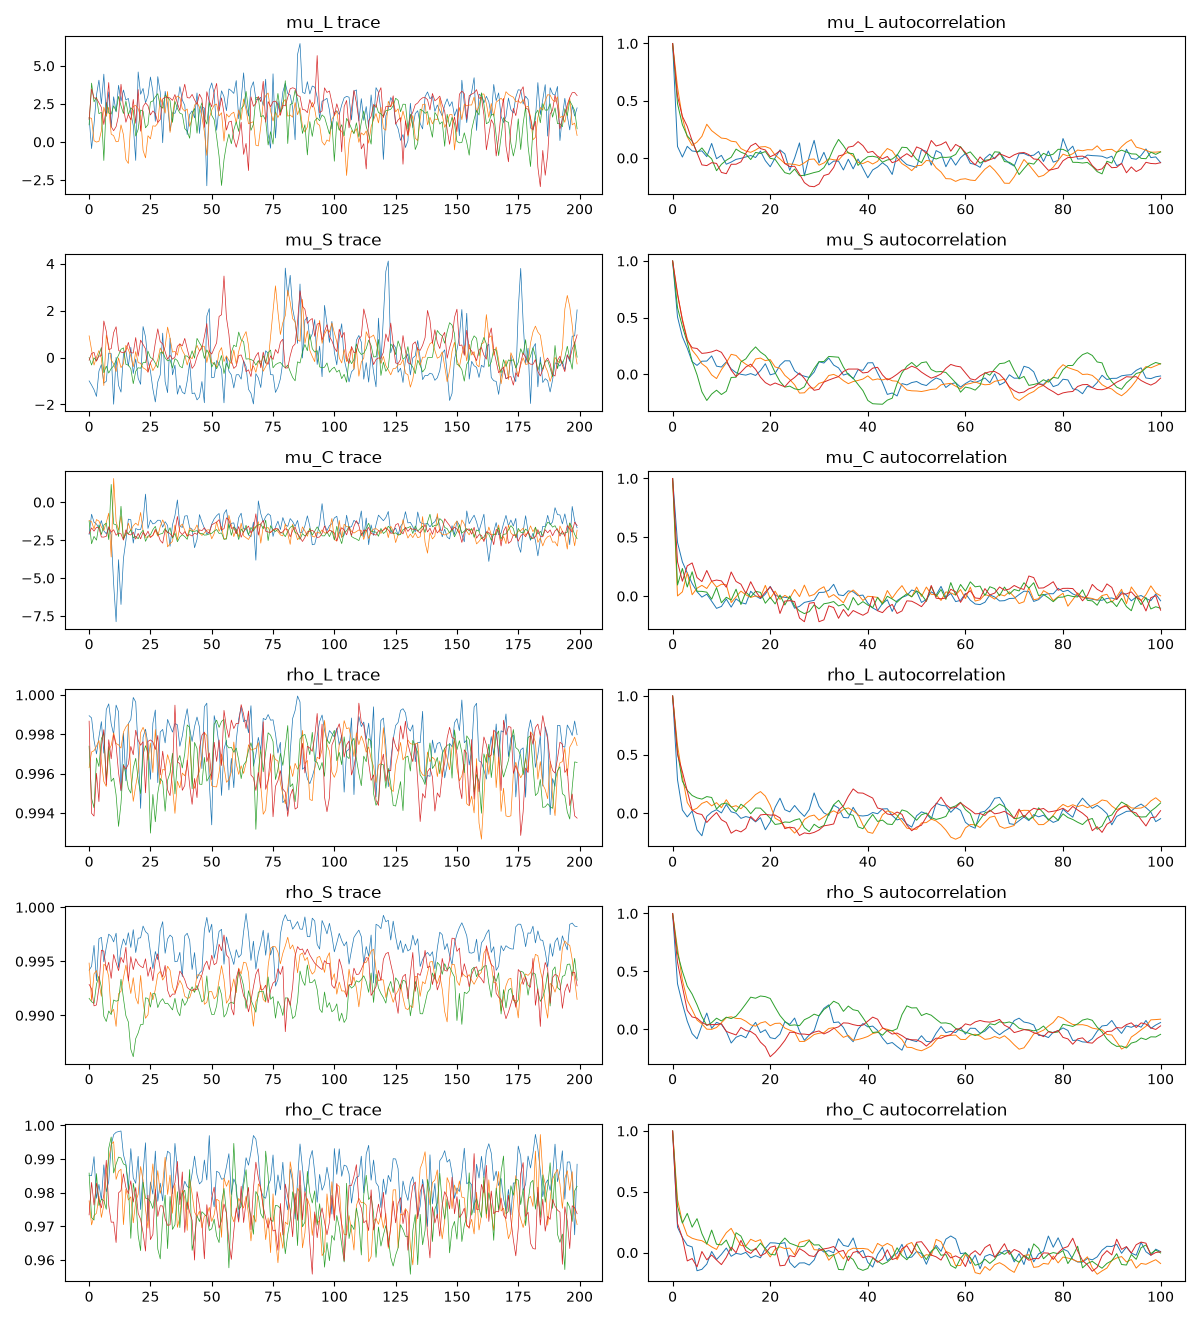 mu_L trace
mu_L autocorrelation
5.0
2.5
0.0
−2.5
0 25 50 75 100 125 150 175 200
1.0
0.5
0.0
0 20 40 60 80 100
mu_S trace
mu_S autocorrelation
4
2
0
−2
0 25 50 75 100 125 150 175 200
1.0
0.5
0.0
0 20 40 60 80 100
mu_C trace
mu_C autocorrelation
0.0
−2.5
−5.0
−7.5
0 25 50 75 100 125 150 175 200
1.0
0.5
0.0
0 20 40 60 80 100
rho_L trace
rho_L autocorrelation
1.000
0.998
0.996
0.994
0 25 50 75 100 125 150 175 200
1.0
0.5
0.0
0 20 40 60 80 100
rho_S trace
rho_S autocorrelation
1.000
0.995
0.990
0 25 50 75 100 125 150 175 200
1.0
0.5
0.0
0 20 40 60 80 100
rho_C trace
rho_C autocorrelation
1.00
0.99
0.98
0.97
0.96
0 25 50 75 100 125 150 175 200
1.0
0.5
0.0
0 20 40 60 80 100